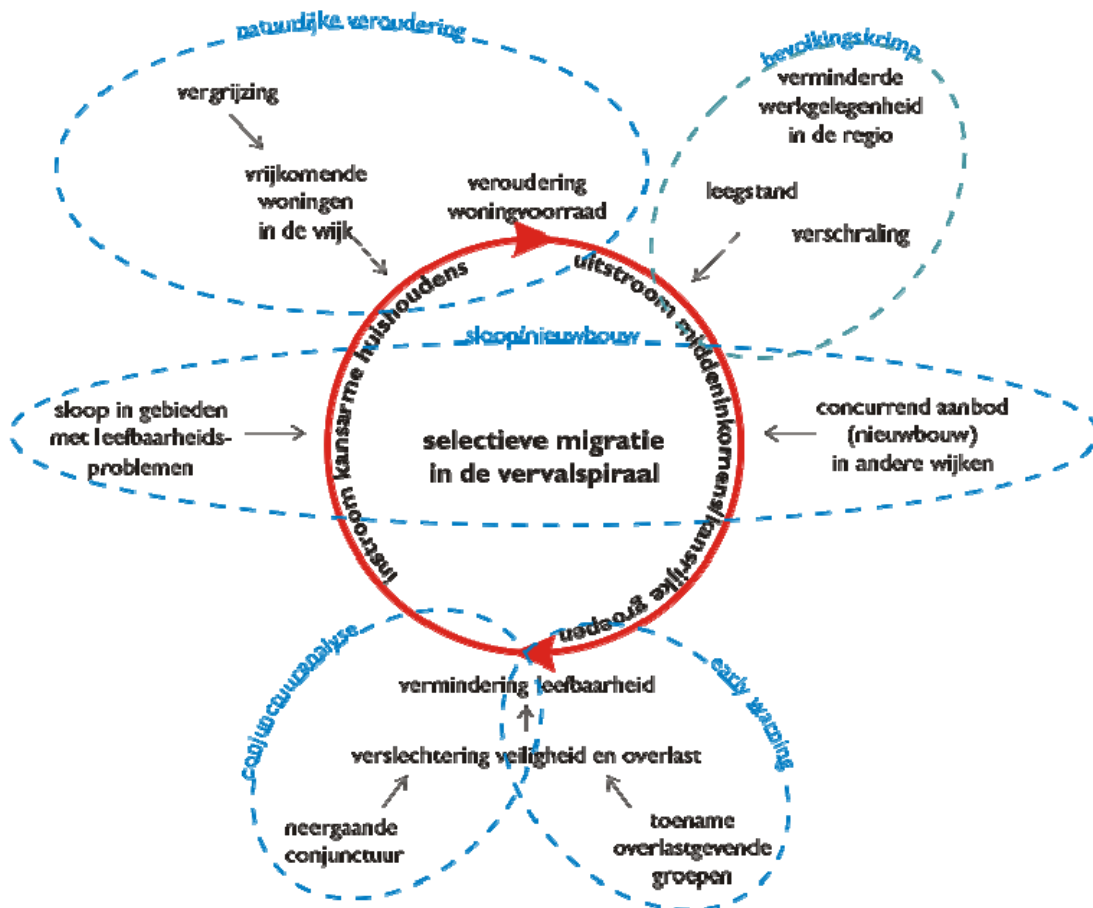 natuurlijke veroudering
vergrijzing
vrijkomende
woningen
in de wijk
veroudering
woningvoorraad
bevolkingskrimp
verminderde
werkgelegenheid
in de regio
leegstand
verschraling
instroom kansarme huishoudens
uitstroom middeninkomens/kansrijke groepen
sloop/nieuwbouw
sloop in gebieden
met leefbaarheids-
problemen
selectieve migratie
in de vervalspiraal
concurrend aanbod
(nieuwbouw)
in andere wijken
conjunctuuranalyse
early warning
vermindering leefbaarheid
verslechtering veiligheid en overlast
neergaande
conjunctuur
toename
overlastgevende
groepen